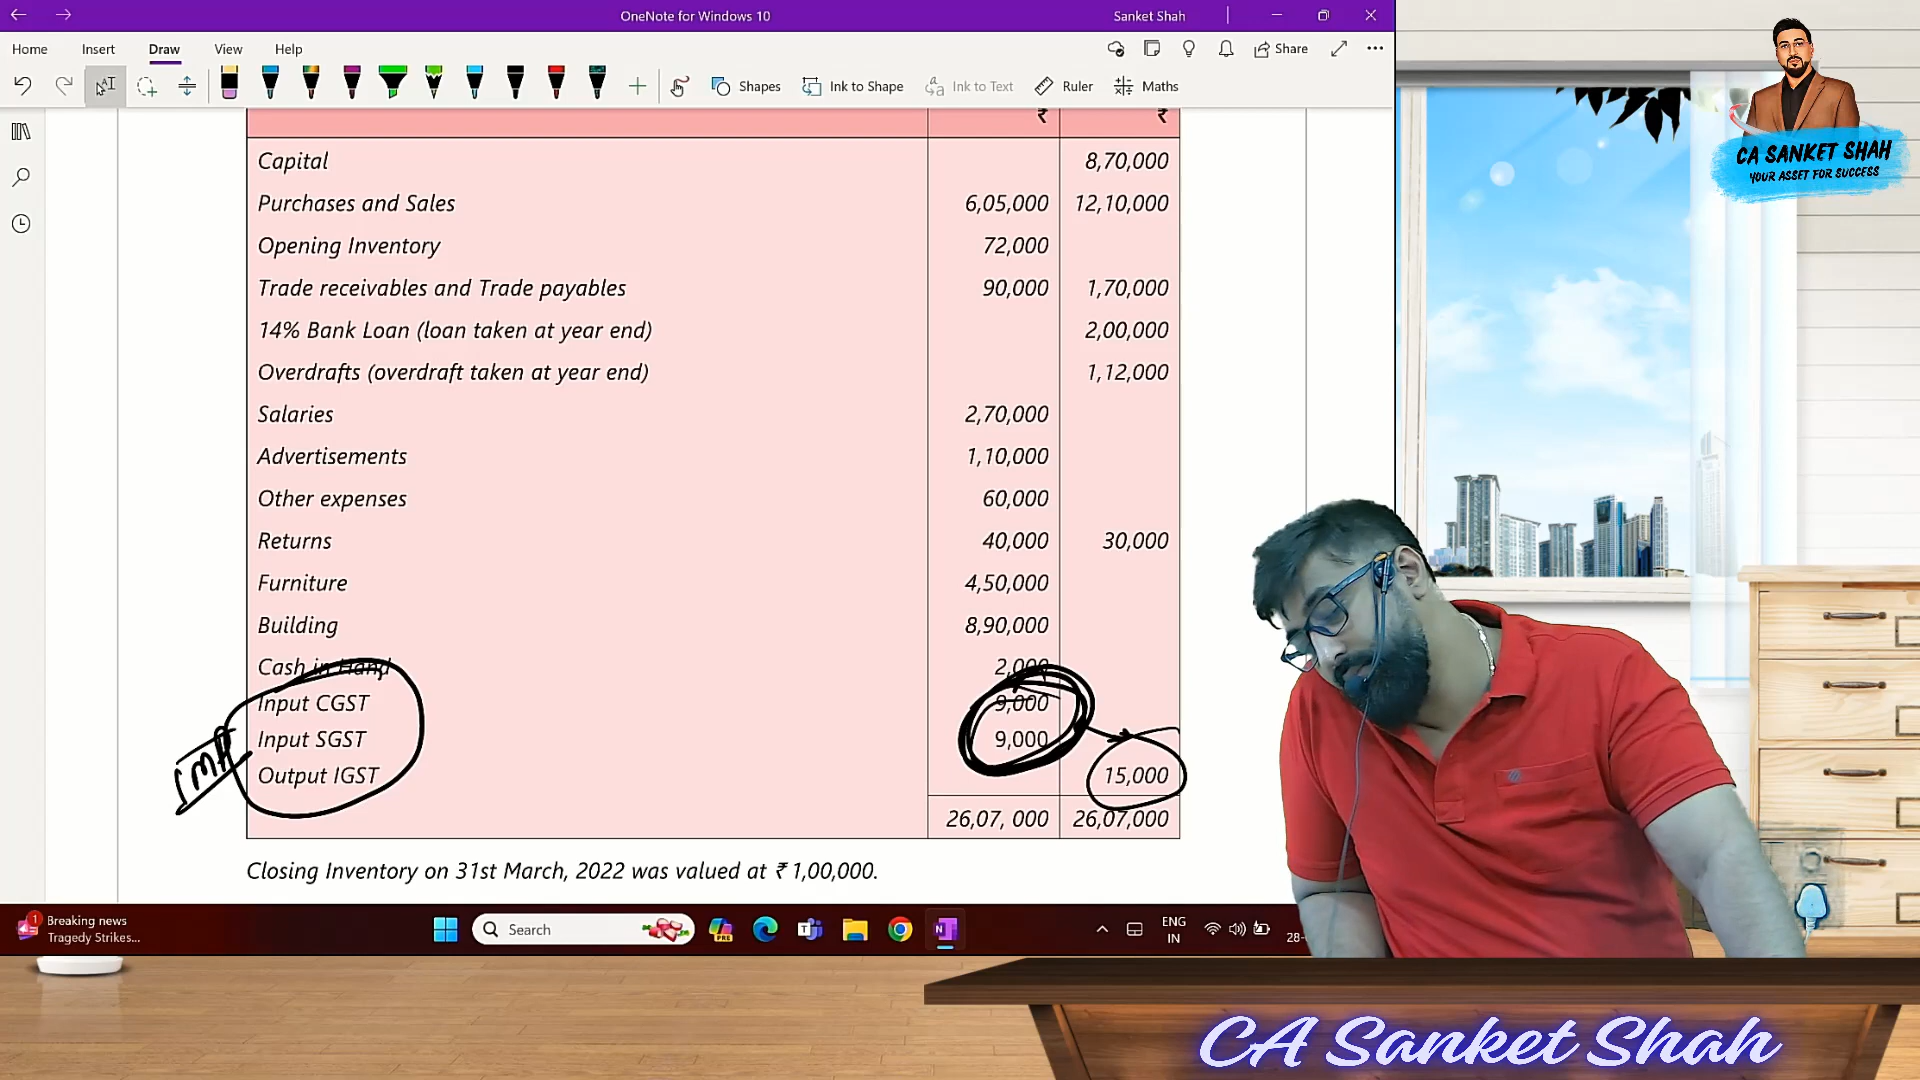 OneNote for Windows 10
Sanket Shah
Home Insert Draw View Help
Share
Shapes Ink to Shape Ink to Text Ruler Maths
₹ ₹
Capital 8,70,000
Purchases and Sales 6,05,000 12,10,000
Opening Inventory 72,000
Trade receivables and Trade payables 90,000 1,70,000
14% Bank Loan (loan taken at year end) 2,00,000
Overdrafts (overdraft taken at year end) 1,12,000
Salaries 2,70,000
Advertisements 1,10,000
Other expenses 60,000
Returns 40,000 30,000
Furniture 4,50,000
Building 8,90,000
Cash in Hand 2,000
Input CGST 9,000
Input SGST 9,000
Output IGST 15,000
IMP
26,07, 000 26,07,000
Closing Inventory on 31st March, 2022 was valued at ₹ 1,00,000.
1
Breaking news
Tragedy Strikes...
Search
PRE
ENG
IN
28-
CA SANKET SHAH
YOUR ASSET FOR SUCCESS
CA Sanket Shah